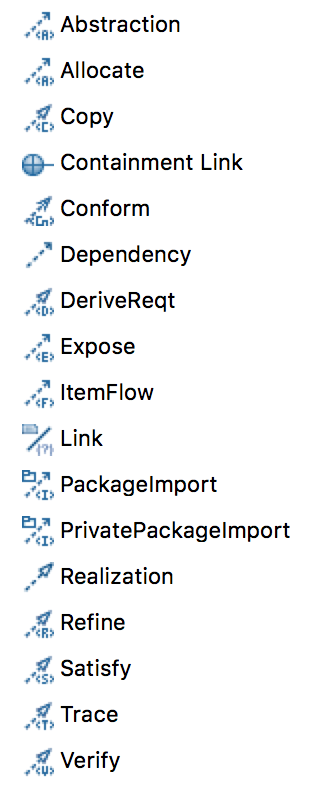 Abstraction
Allocate
Copy
Containment Link
Conform
Dependency
DeriveReqt
Expose
ItemFlow
Link
PackageImport
PrivatePackageImport
Realization
Refine
Satisfy
Trace
Verify